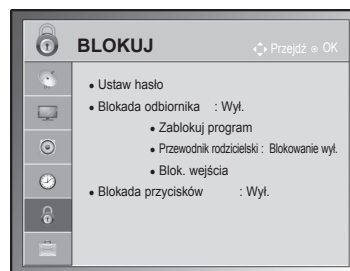 BLOKUJ
Przejdź OK
● Ustaw hasło
● Blokada odbiornika : Wył.
● Zablokuj program
● Przewodnik rodzicielski : Blokowanie wył.
● Blok. wejścia
● Blokada przycisków : Wył.